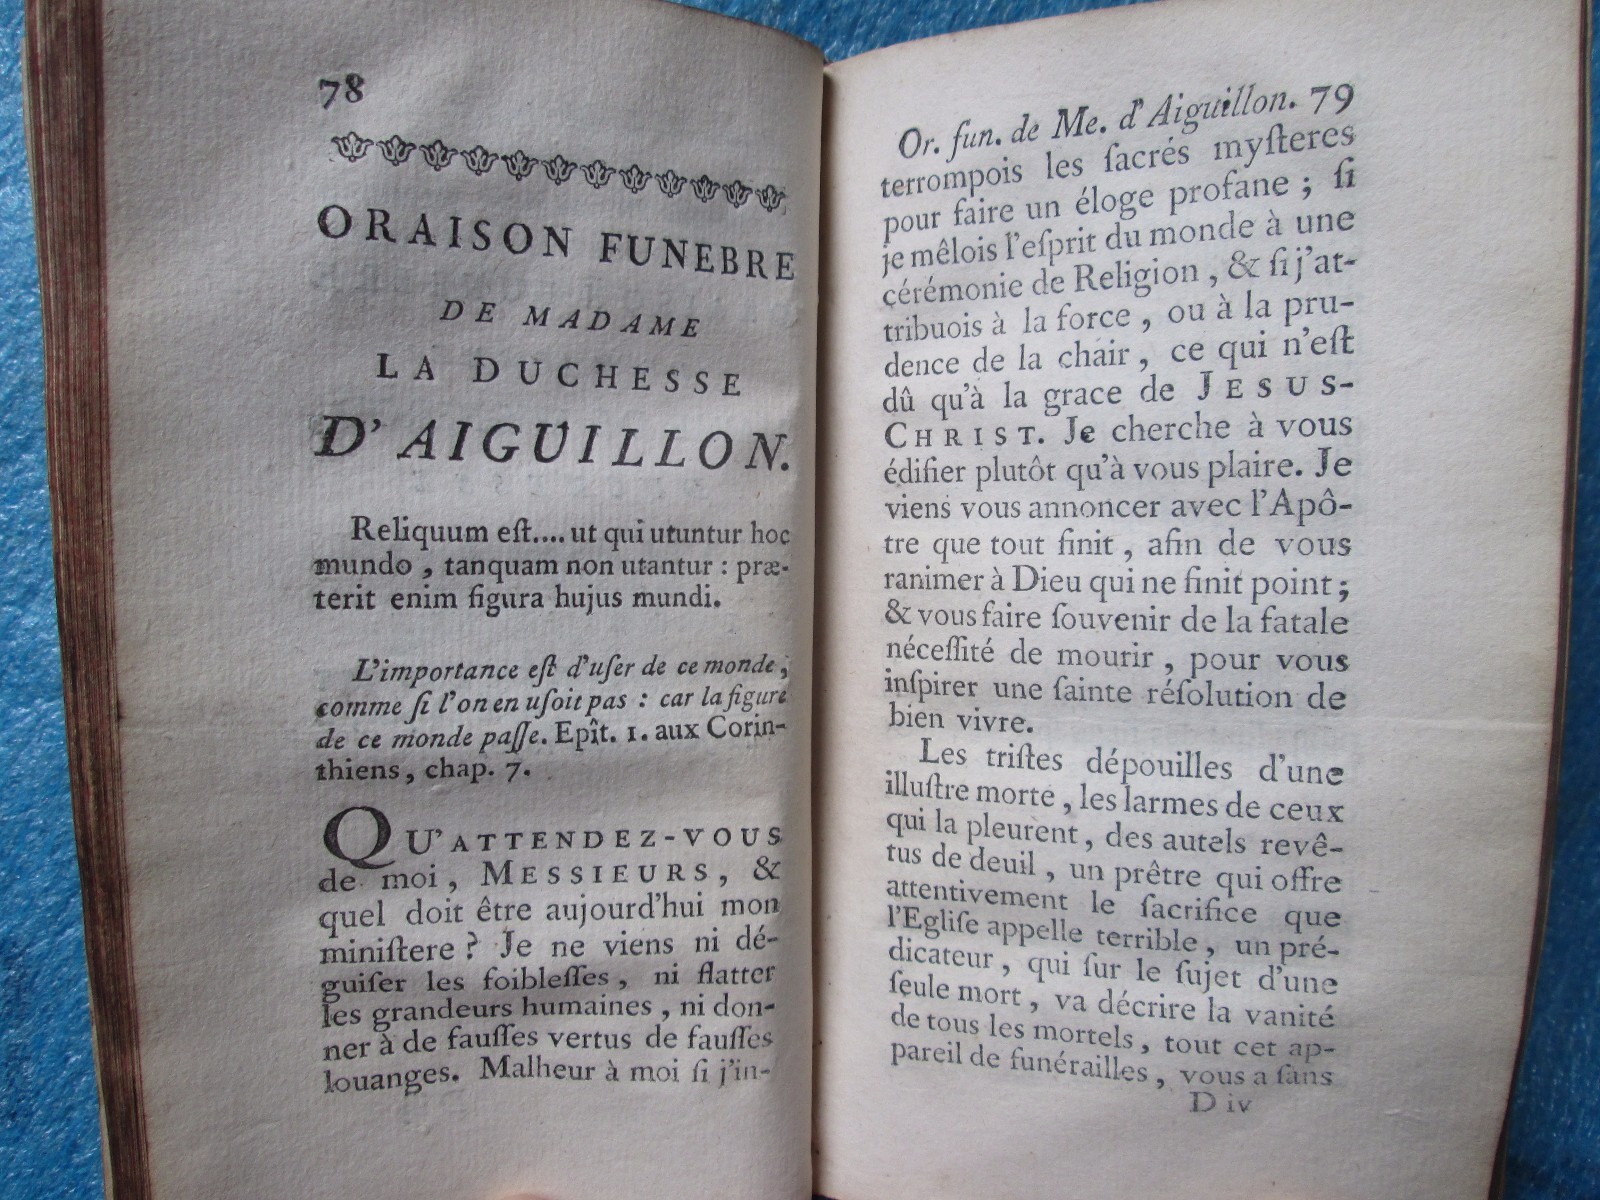 78
ORAISON FUNEBRE
DE MADAME
LA DUCHESSE
D'AIGUILLON.
Reliquum eſt.... ut qui utuntur hoc
mundo, tanquam non utantur : præ-
terit enim figura hujus mundi.
L'importance eſt d'uſer de ce monde,
comme ſi l'on en uſoit pas : car la figure
de ce monde paſſe. Epît. 1. aux Corin-
thiens, chap. 7.
QU'ATTENDEZ-VOUS
de moi, MESSIEURS, &
quel doit être aujourd'hui mon
miniſtere ? Je ne viens ni dé-
guiſer les foibleſſes, ni flatter
les grandeurs humaines, ni don-
ner à de fauſſes vertus de fauſſes
louanges. Malheur à moi ſi j'in-
Or. fun. de Me. d'Aiguillon. 79
terrompois les ſacrés myſteres
pour faire un éloge profane ; ſi
je mêlois l'eſprit du monde à une
cérémonie de Religion, & ſi j'at-
tribuois à la force, ou à la pru-
dence de la chair, ce qui n'eſt
dû qu'à la grace de JESUS-
CHRIST. Je cherche à vous
édifier plutôt qu'à vous plaire. Je
viens vous annoncer avec l'Apô-
tre que tout finit, afin de vous
ranimer à Dieu qui ne finit point ;
& vous faire ſouvenir de la fatale
néceſſité de mourir, pour vous
inſpirer une ſainte réſolution de
bien vivre.
Les triſtes dépouilles d'une
illuſtre morte, les larmes de ceux
qui la pleurent, des autels revê-
tus de deuil, un prêtre qui offre
attentivement le ſacrifice que
l'Egliſe appelle terrible, un pré-
dicateur, qui ſur le ſujet d'une
ſeule mort, va décrire la vanité
de tous les mortels, tout cet ap-
pareil de funérailles, vous a ſans
D iv